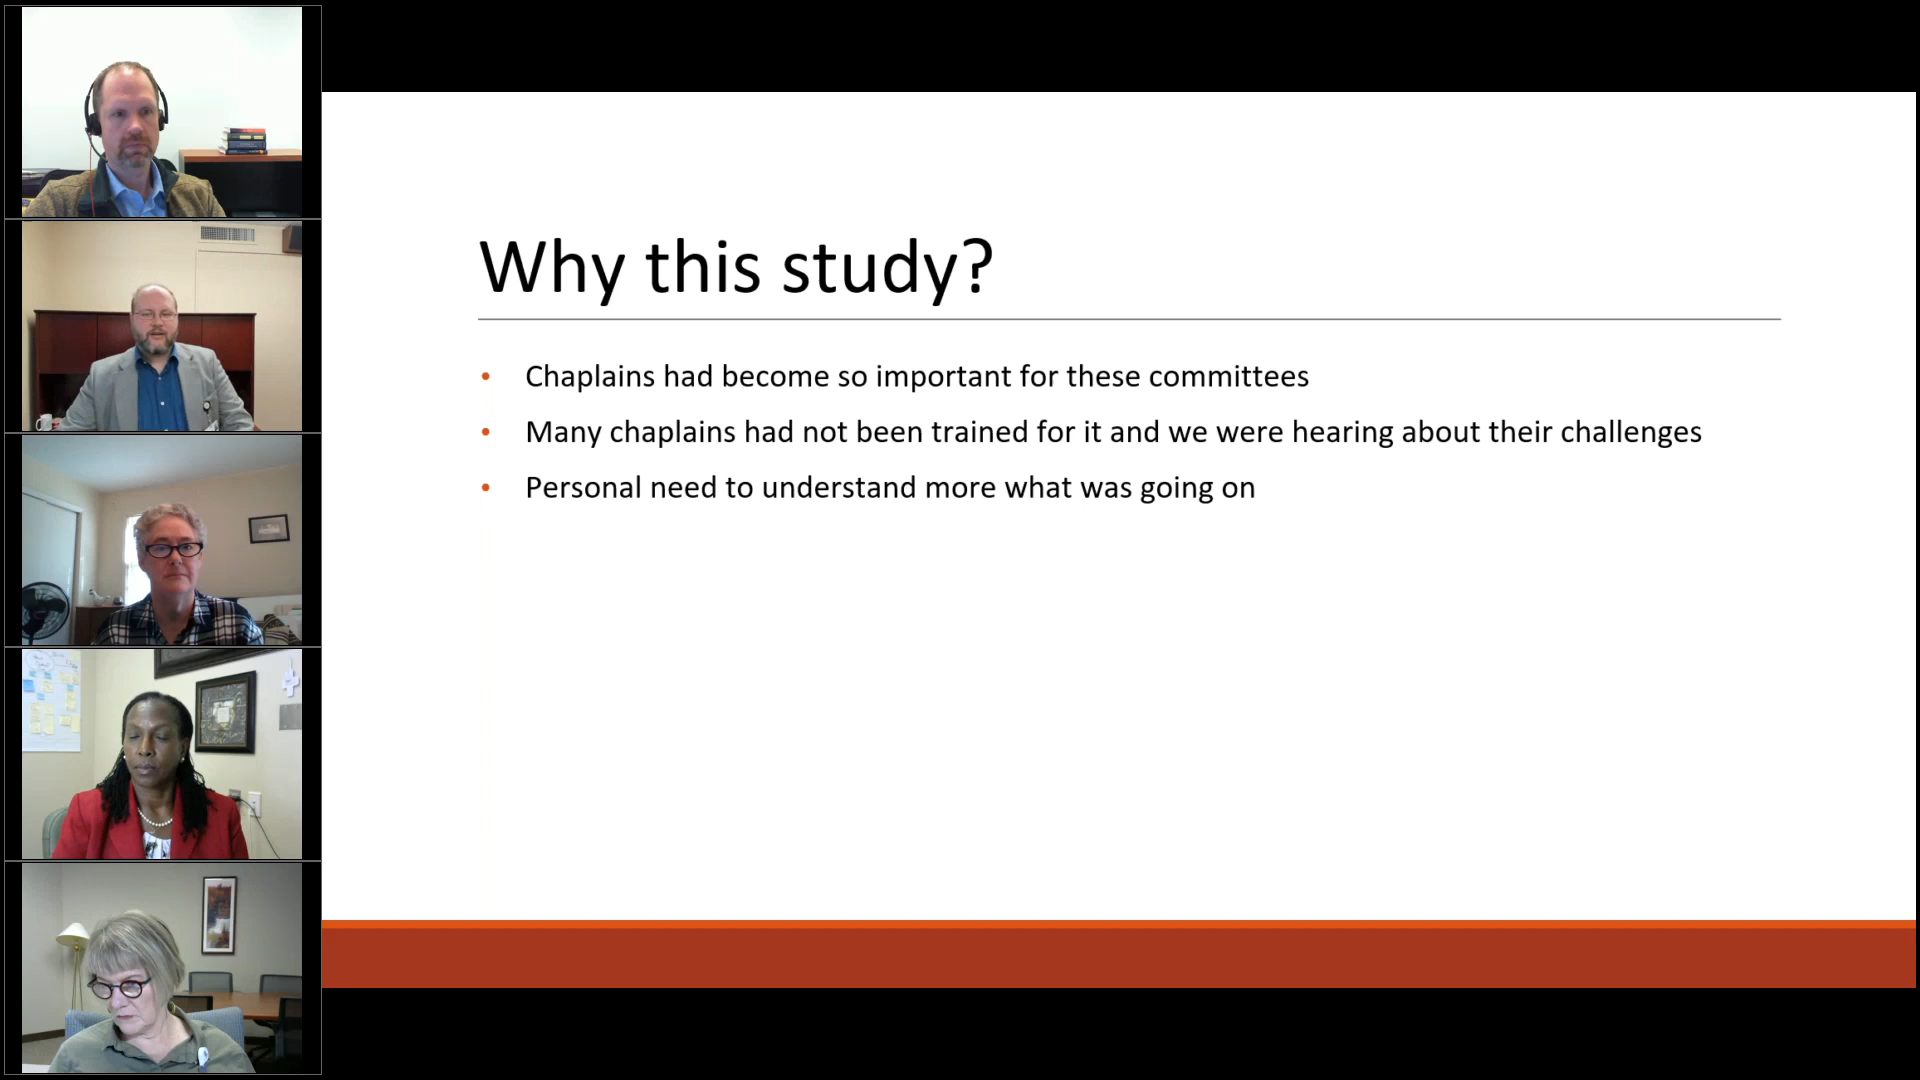 Why this study?
• Chaplains had become so important for these committees
• Many chaplains had not been trained for it and we were hearing about their challenges
• Personal need to understand more what was going on